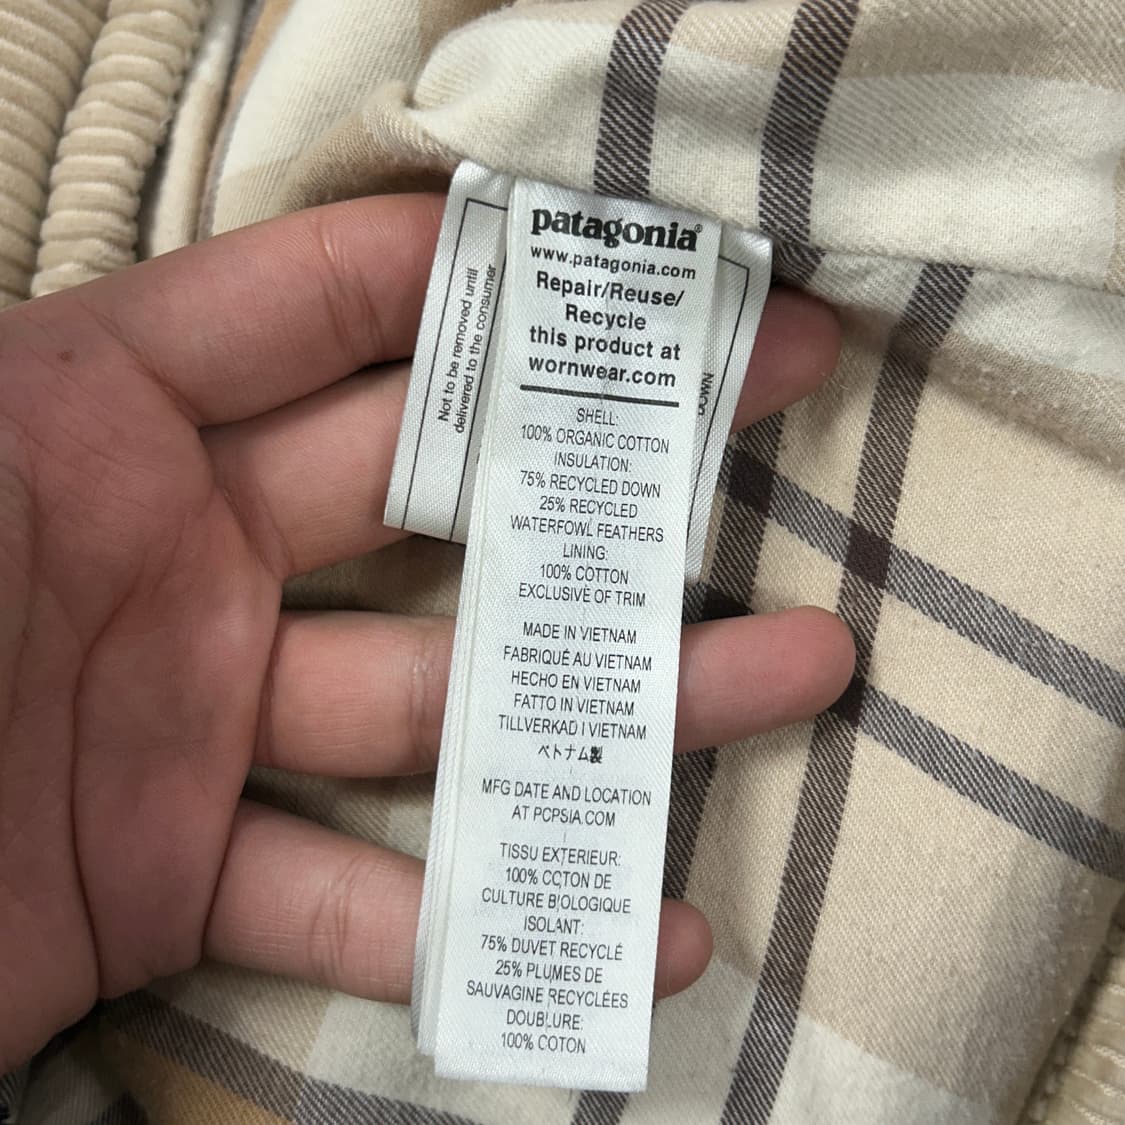 patagonia®
www.patagonia.com
Repair/Reuse/
Recycle
this product at
wornwear.com
SHELL:
100% ORGANIC COTTON
INSULATION:
75% RECYCLED DOWN
25% RECYCLED
WATERFOWL FEATHERS
LINING:
100% COTTON
EXCLUSIVE OF TRIM
MADE IN VIETNAM
FABRIQUÉ AU VIETNAM
HECHO EN VIETNAM
FATTO IN VIETNAM
TILLVERKAD I VIETNAM
ベトナム製
MFG DATE AND LOCATION
AT PCPSIA.COM
TISSU EXTERIEUR:
100% COTON DE
CULTURE BIOLOGIQUE
ISOLANT:
75% DUVET RECYCLÉ
25% PLUMES DE
SAUVAGINE RECYCLÉES
DOUBLURE:
100% COTON
Not to be removed until
delivered to the consumer